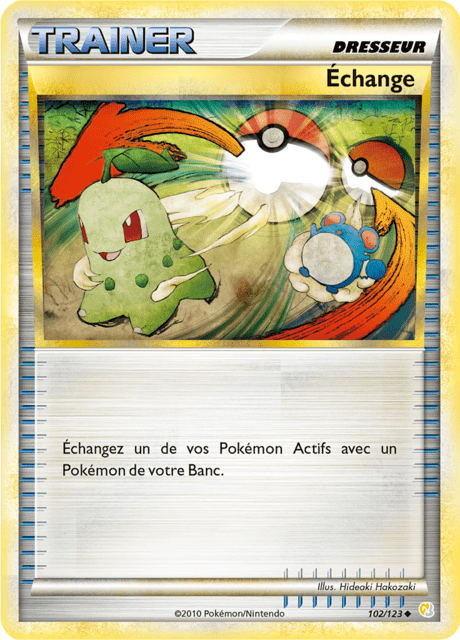 TRAINER
DRESSEUR
Échange
Échangez un de vos Pokémon Actifs avec un
Pokémon de votre Banc.
Illus. Hideaki Hakozaki
©2010 Pokémon/Nintendo
102/123